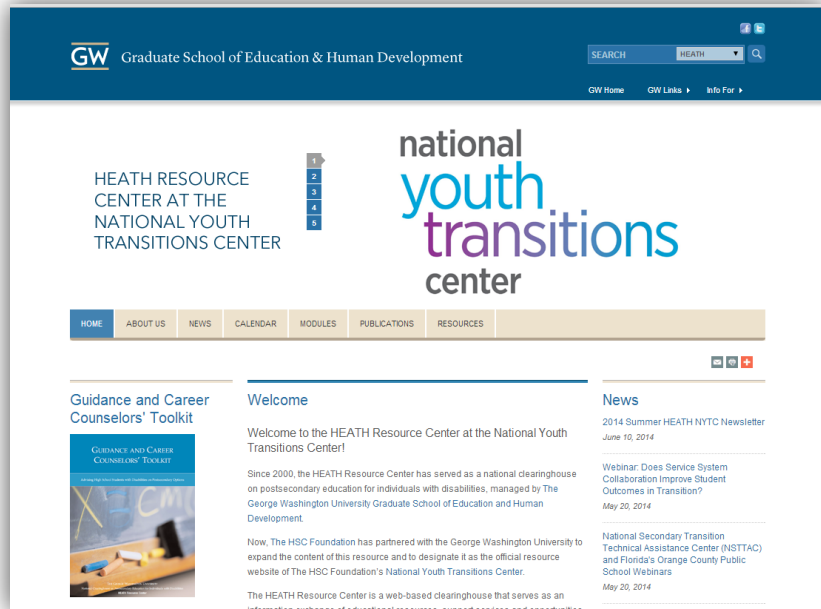 GW Graduate School of Education & Human Development
f t
SEARCH HEATH
GW Home GW Links Info For
HEATH RESOURCE
CENTER AT THE
NATIONAL YOUTH
TRANSITIONS CENTER
1
2
3
4
5
national
youth
transitions
center
HOME ABOUT US NEWS CALENDAR MODULES PUBLICATIONS RESOURCES
Guidance and Career
Counselors' Toolkit
GUIDANCE AND CAREER
COUNSELORS' TOOLKIT
Welcome
Welcome to the HEATH Resource Center at the National Youth
Transitions Center!
Since 2000, the HEATH Resource Center has served as a national clearinghouse
on postsecondary education for individuals with disabilities, managed by The
George Washington University Graduate School of Education and Human
Development.
Now, The HSC Foundation has partnered with the George Washington University to
expand the content of this resource and to designate it as the official resource
website of The HSC Foundation's National Youth Transitions Center.
The HEATH Resource Center is a web-based clearinghouse that serves as an
information exchange of educational resources, support services and opportunities
News
2014 Summer HEATH NYTC Newsletter
June 10, 2014
Webinar: Does Service System
Collaboration Improve Student
Outcomes in Transition?
May 20, 2014
National Secondary Transition
Technical Assistance Center (NSTTAC)
and Florida's Orange County Public
School Webinars
May 20, 2014